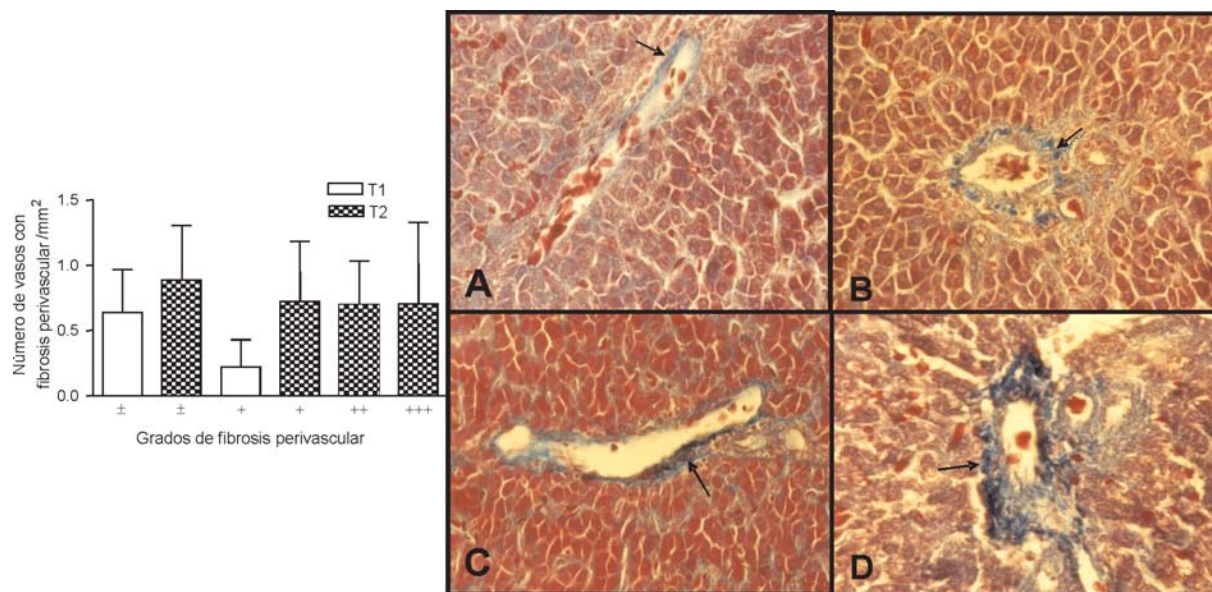 T1
T2
Número de vasos con
fibrosis perivascular /mm²
1.5
1.0
0.5
0.0
± ± + + ++ +++
Grados de fibrosis perivascular
A
B
C
D